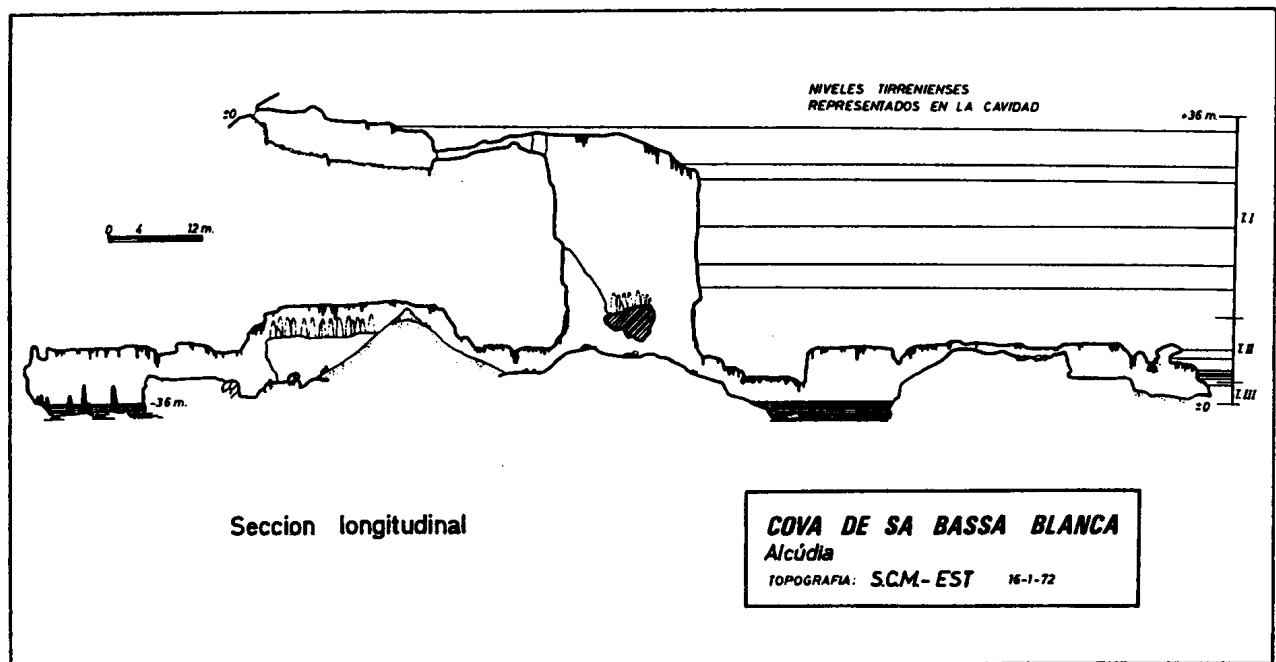 NIVELES TIRRENIENSES
REPRESENTADOS EN LA CAVIDAD
±0
+36 m.
T.I
0 4 12 m.
T.II
T.III
-36 m.
±0
Seccion longitudinal
COVA DE SA BASSA BLANCA
Alcúdia
TOPOGRAFIA: S.C.M.- EST 16-1-72